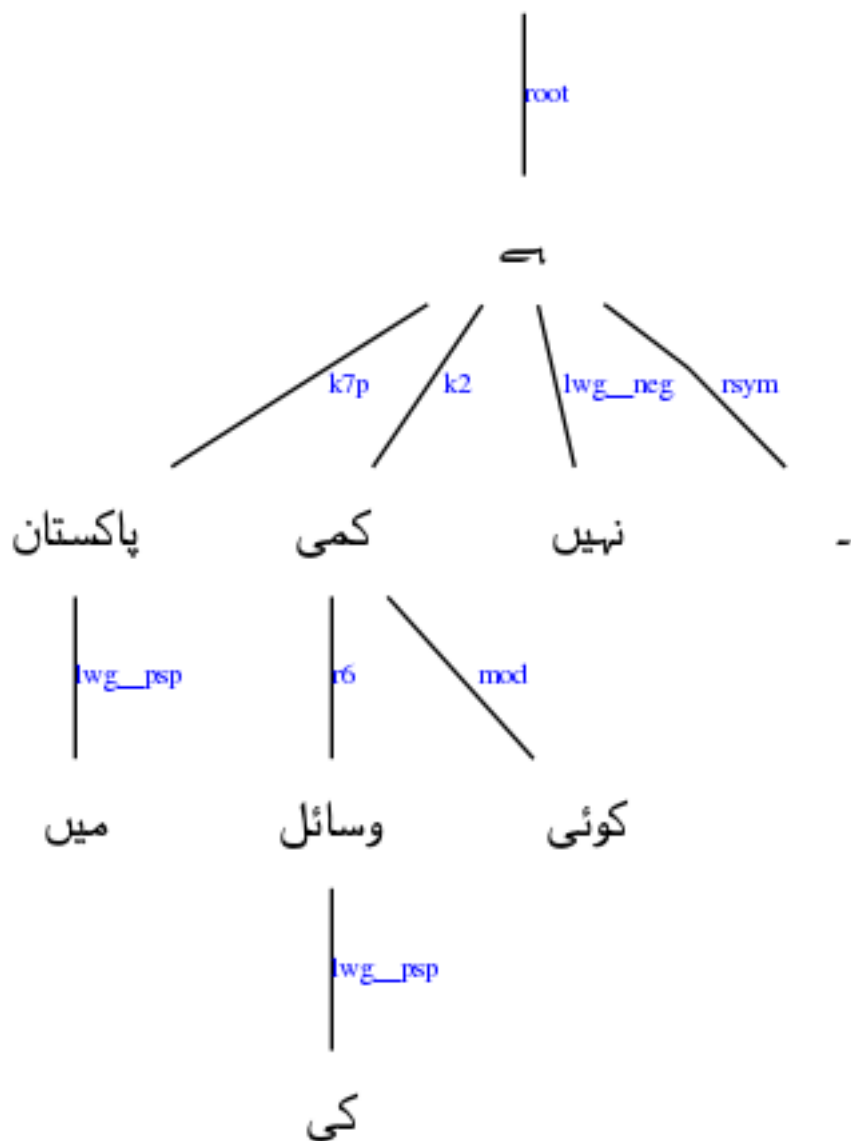 root
ہے
k7p k2 lwg__neg rsym
پاکستان کمی نہیں ۔
lwg__psp r6 mod
میں وسائل کوئی
lwg__psp
کی